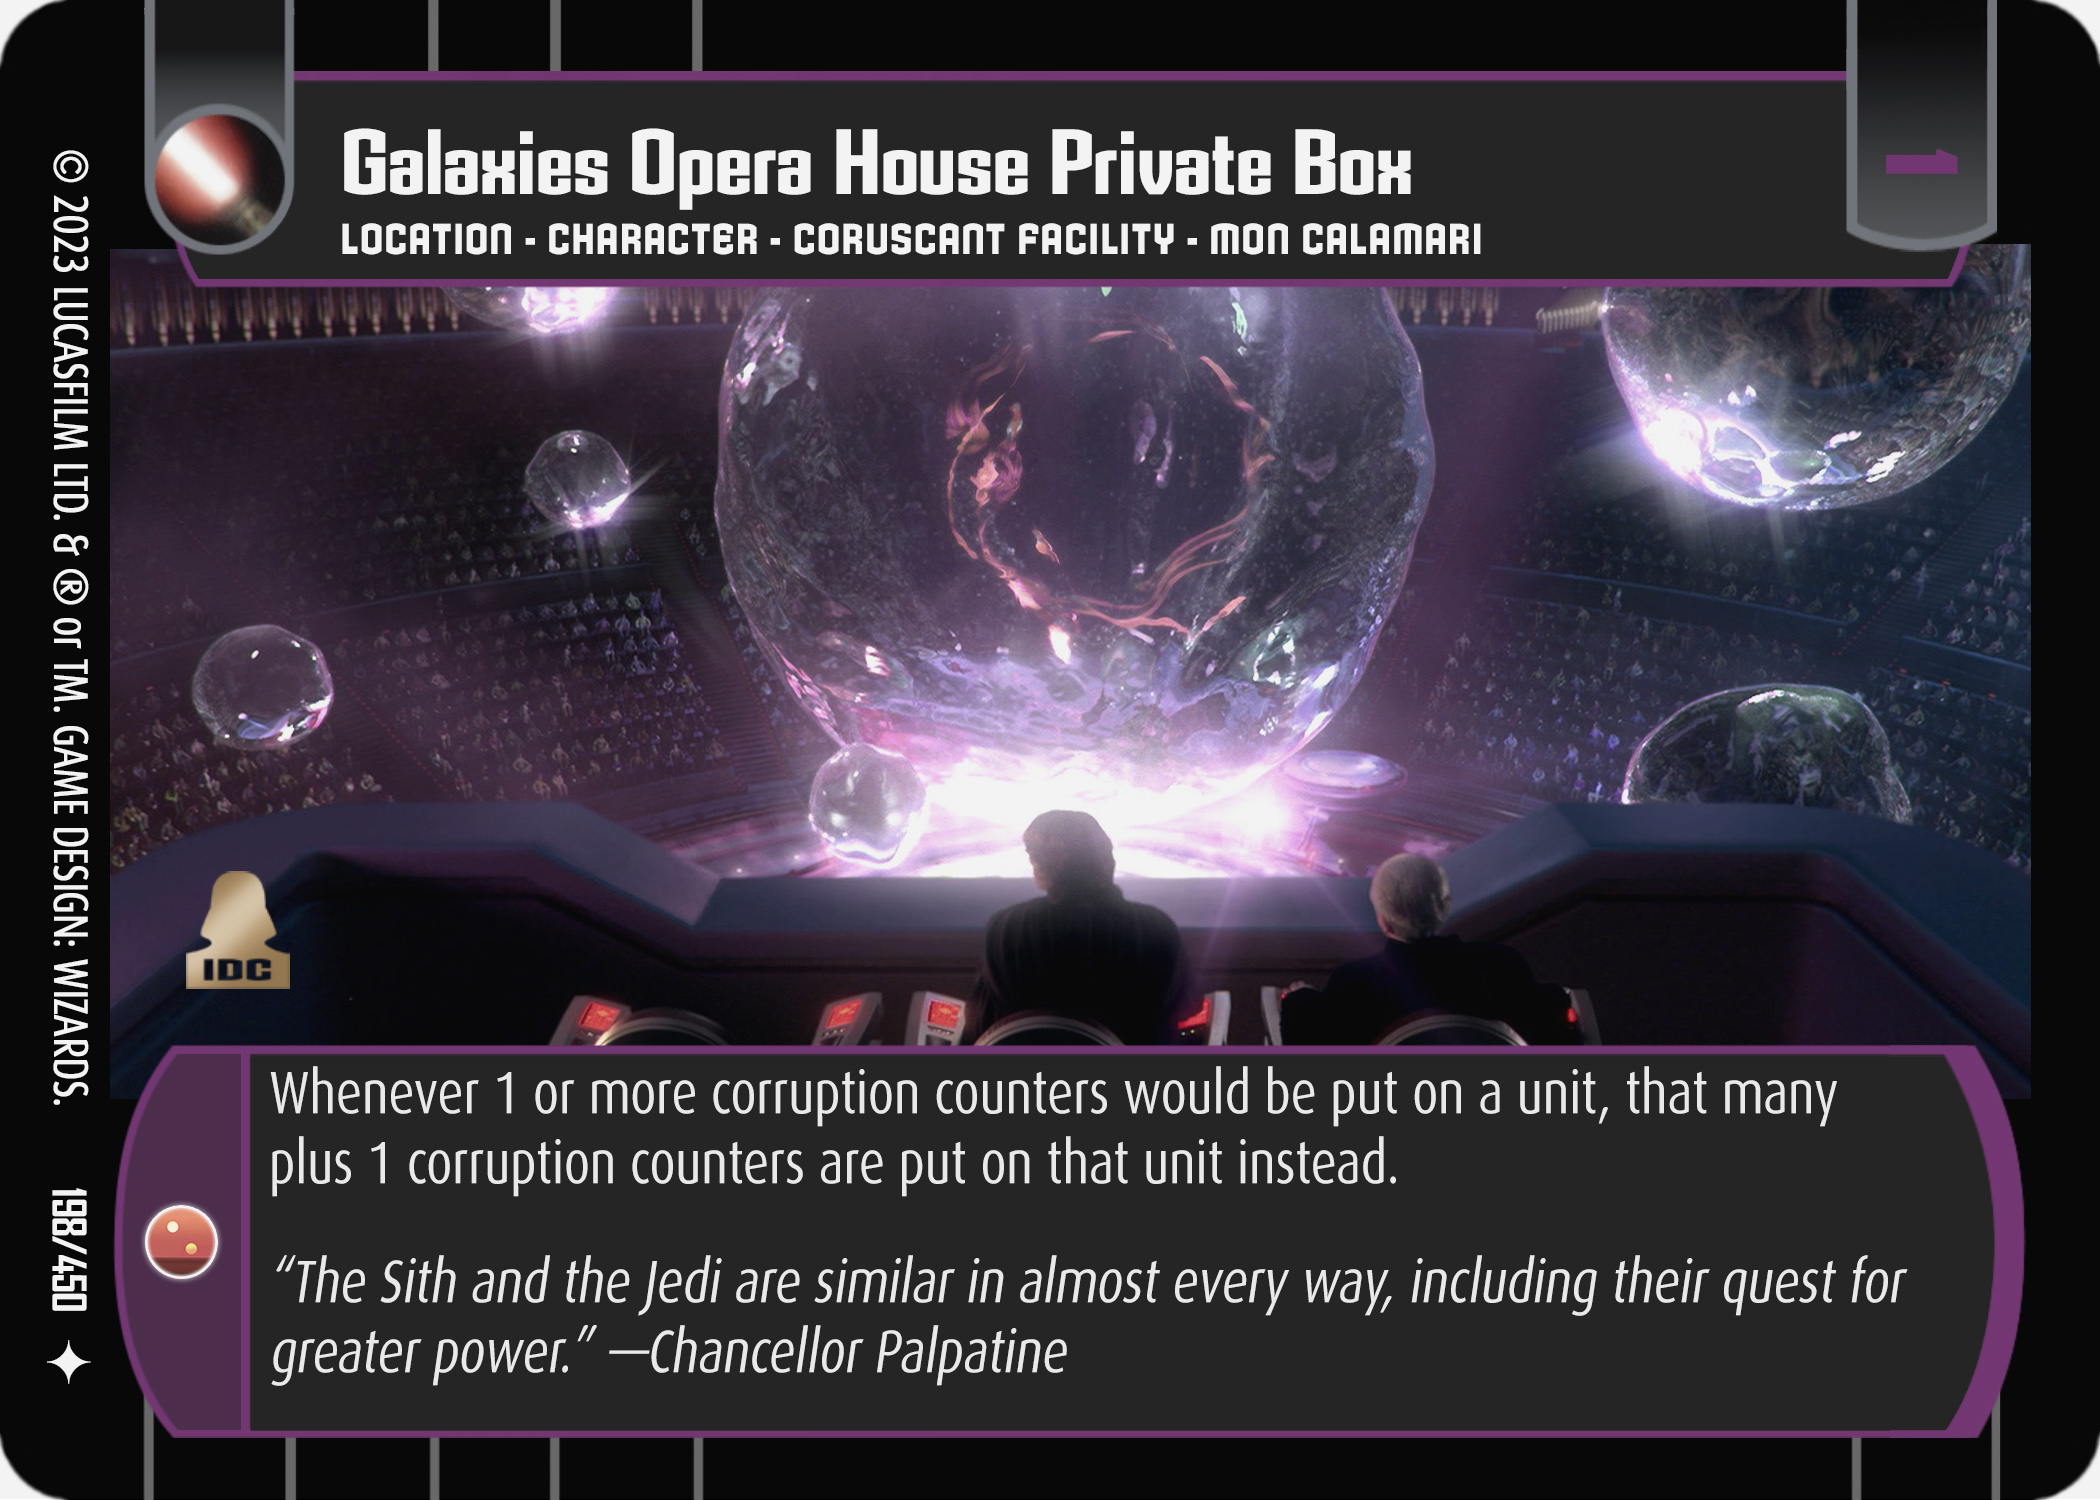 Galaxies Opera House Private Box
LOCATION - CHARACTER - CORUSCANT FACILITY - MON CALAMARI
1
IDC
Whenever 1 or more corruption counters would be put on a unit, that many
plus 1 corruption counters are put on that unit instead.
“The Sith and the Jedi are similar in almost every way, including their quest for
greater power.” —Chancellor Palpatine
© 2023 LUCASFILM LTD. & ® or TM. GAME DESIGN: WIZARDS.
198/450